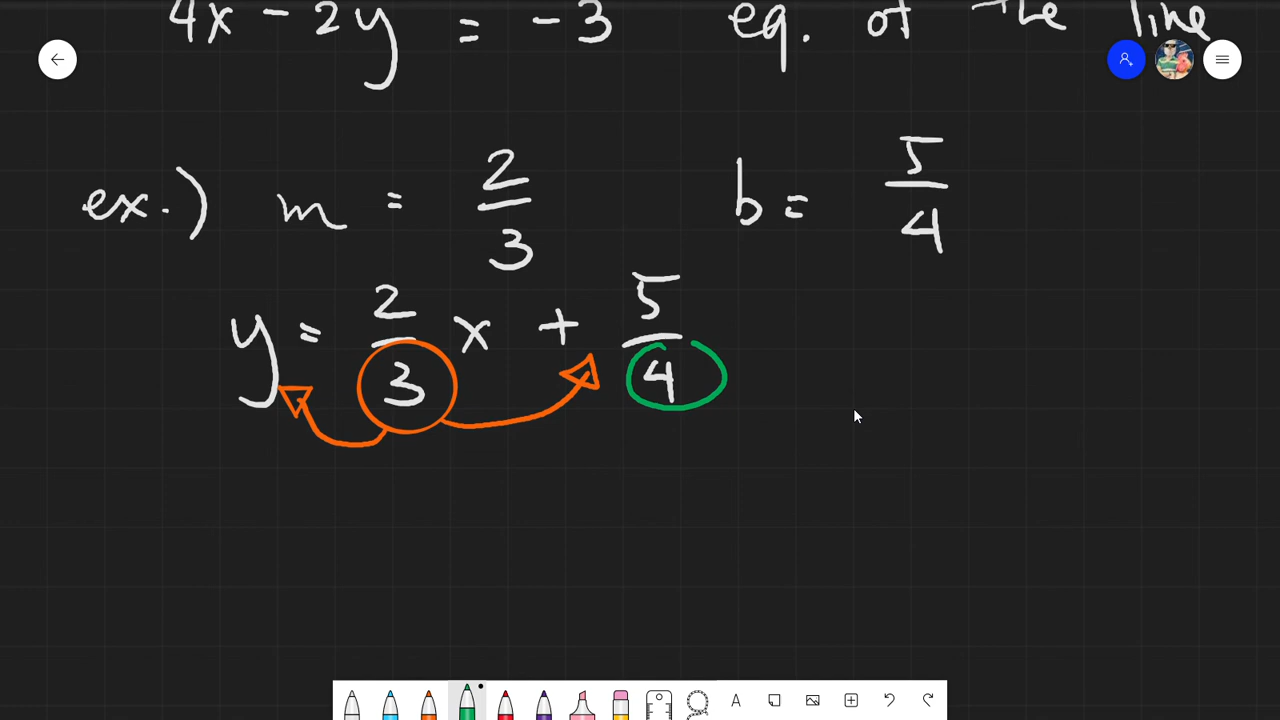 4x - 2y = -3 eq. of the line
ex.) m = 2/3 b = 5/4
y = 2/3 x + 5/4
A